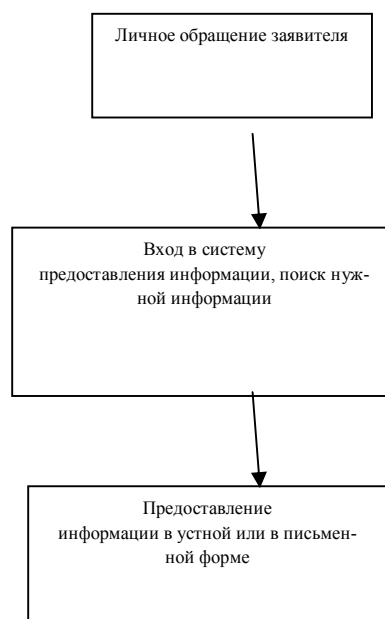 Личное обращение заявителя
Вход в систему
предоставления информации, поиск нуж-
ной информации
Предоставление
информации в устной или в письмен-
ной форме